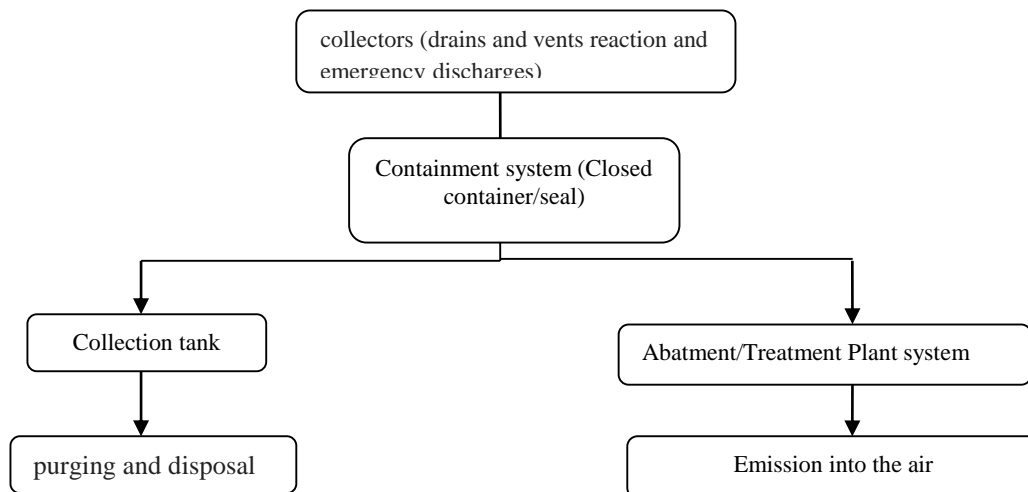 collectors (drains and vents reaction and
emergency discharges)
Containment system (Closed
container/seal)
Collection tank
Abatment/Treatment Plant system
purging and disposal
Emission into the air